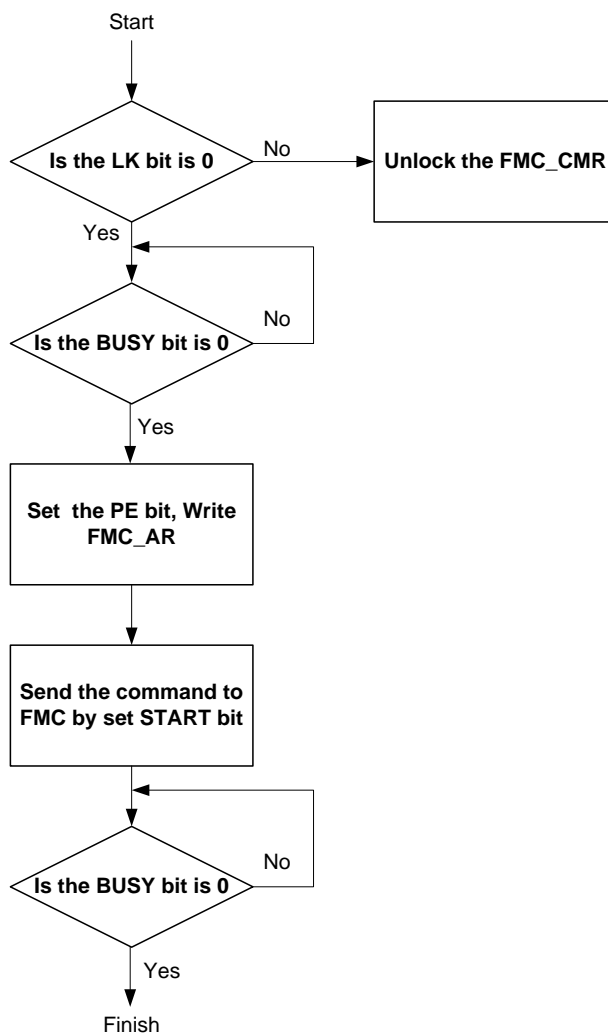 Start
Is the LK bit is 0
No
Unlock the FMC_CMR
Yes
Is the BUSY bit is 0
No
Yes
Set  the PE bit, Write
FMC_AR
Send the command to
FMC by set START bit
Is the BUSY bit is 0
No
Yes
Finish